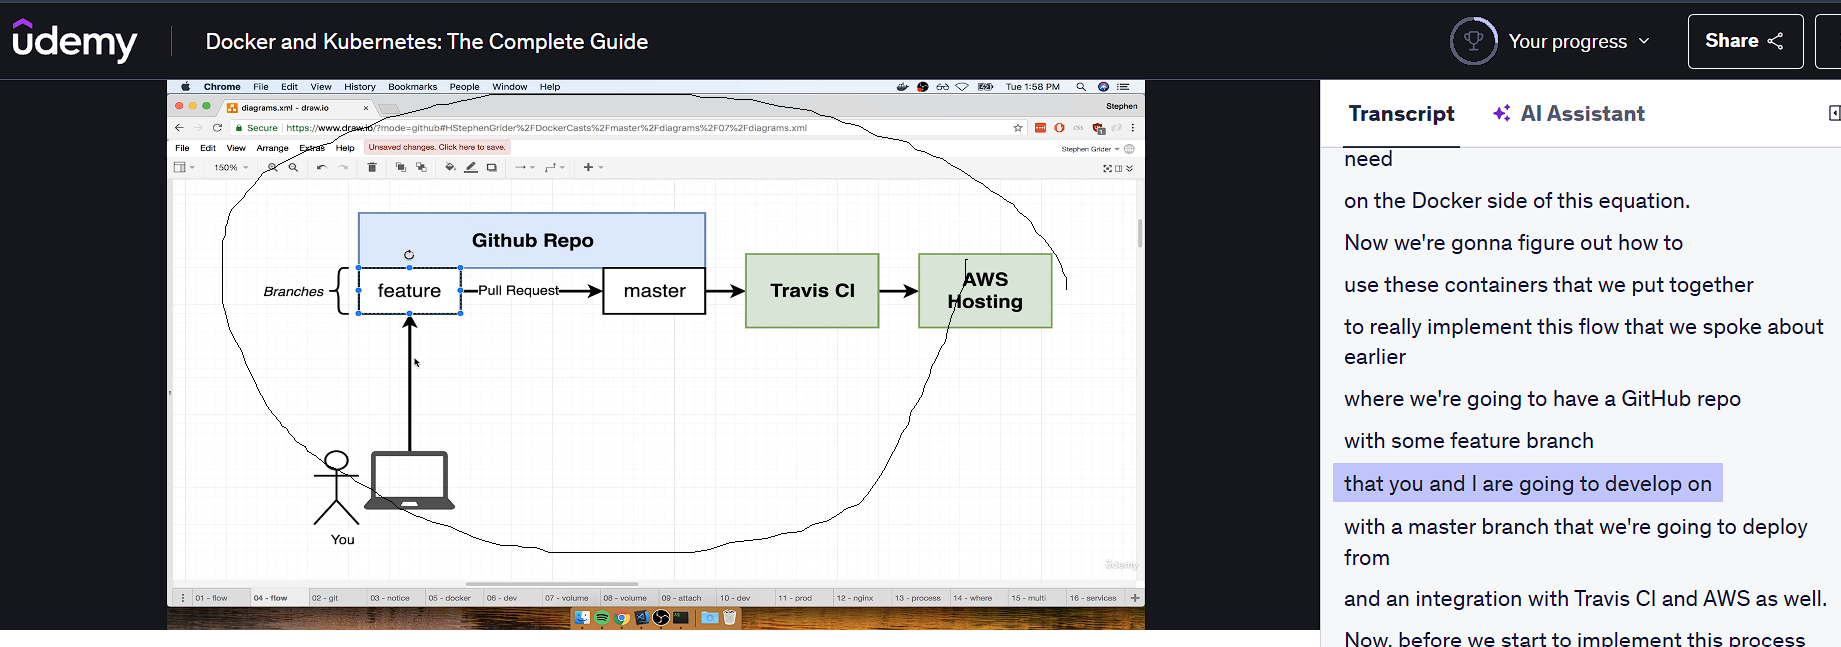 udemy
Docker and Kubernetes: The Complete Guide
Your progress
Share
Chrome File Edit View History Bookmarks People Window Help
Tue 1:58 PM
diagrams.xml - draw.io
Stephen
Secure
https://www.draw.io/?mode=github#HStephenGrider%2FDockerCasts%2Fmaster%2Fdiagrams%2F07%2Fdiagrams.xml
File Edit View Arrange Extras Help
Unsaved changes. Click here to save.
Stephen Grider
150%
Github Repo
Branches
feature
Pull Request
master
Travis CI
AWS
Hosting
You
udemy
01 - flow
04 - flow
02 - git
03 - notice
05 - docker
06 - dev
07 - volume
08 - volume
09 - attach
10 - dev
11 - prod
12 - nginx
13 - process
14 - where
15 - multi
16 - services
Transcript
AI Assistant
need
on the Docker side of this equation.
Now we're gonna figure out how to
use these containers that we put together
to really implement this flow that we spoke about
earlier
where we're going to have a GitHub repo
with some feature branch
that you and I are going to develop on
with a master branch that we're going to deploy
from
and an integration with Travis CI and AWS as well.
Now, before we start to implement this process